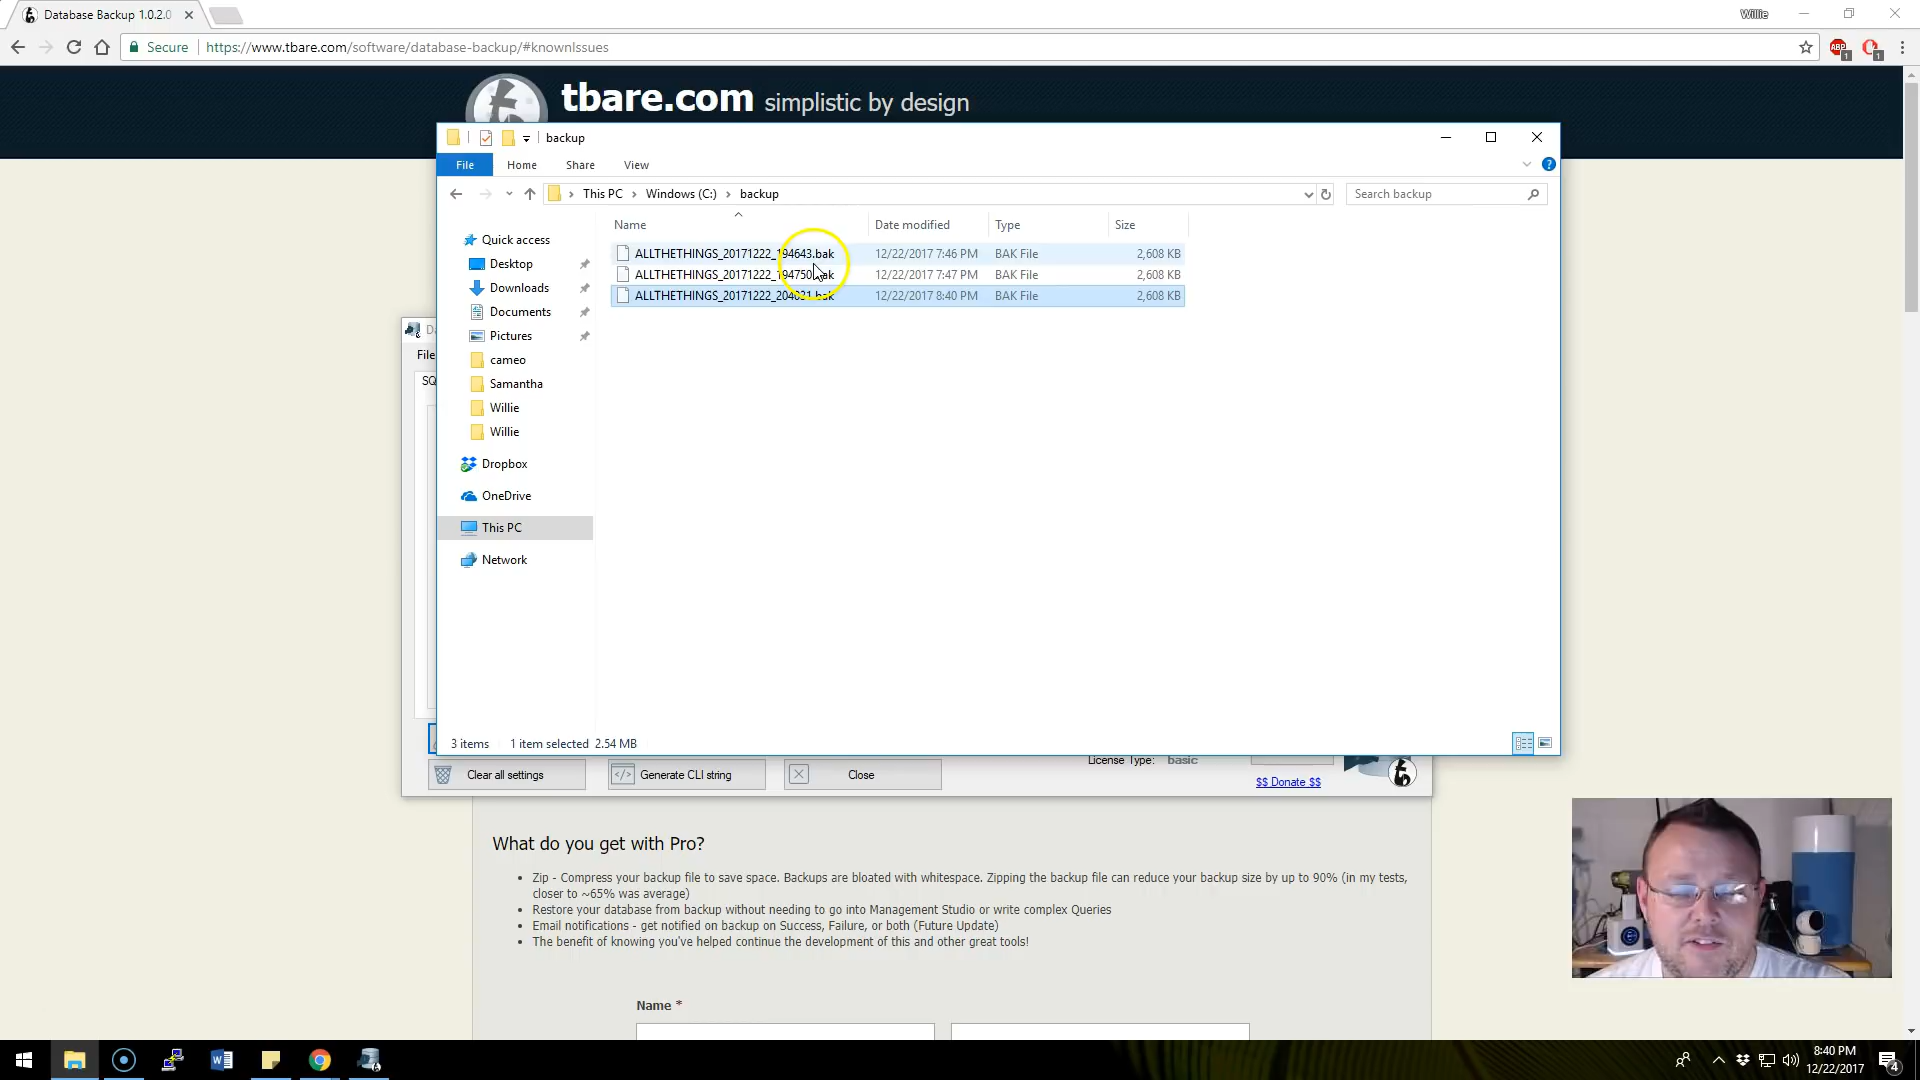 Database Backup 1.0.2.0
Willie
Secure
https://www.tbare.com/software/database-backup/#knownIssues
ABP
1
1
tbare.com simplistic by design
backup
File
Home
Share
View
This PC
Windows (C:)
backup
Search backup
Name
Date modified
Type
Size
ALLTHETHINGS_20171222_194643.bak
12/22/2017 7:46 PM
BAK File
2,608 KB
ALLTHETHINGS_20171222_194750.bak
12/22/2017 7:47 PM
BAK File
2,608 KB
ALLTHETHINGS_20171222_204031.bak
12/22/2017 8:40 PM
BAK File
2,608 KB
Quick access
Desktop
Downloads
Documents
Pictures
cameo
Samantha
Willie
Willie
Dropbox
OneDrive
This PC
Network
3 items
1 item selected 2.54 MB
File
Clear all settings
Generate CLI string
Close
License Type: basic
$$ Donate $$
What do you get with Pro?
Zip - Compress your backup file to save space. Backups are bloated with whitespace. Zipping the backup file can reduce your backup size by up to 90% (in my tests,
closer to ~65% was average)
Restore your database from backup without needing to go into Management Studio or write complex Queries
Email notifications - get notified on backup on Success, Failure, or both (Future Update)
The benefit of knowing you've helped continue the development of this and other great tools!
Name *
8:40 PM
12/22/2017
4